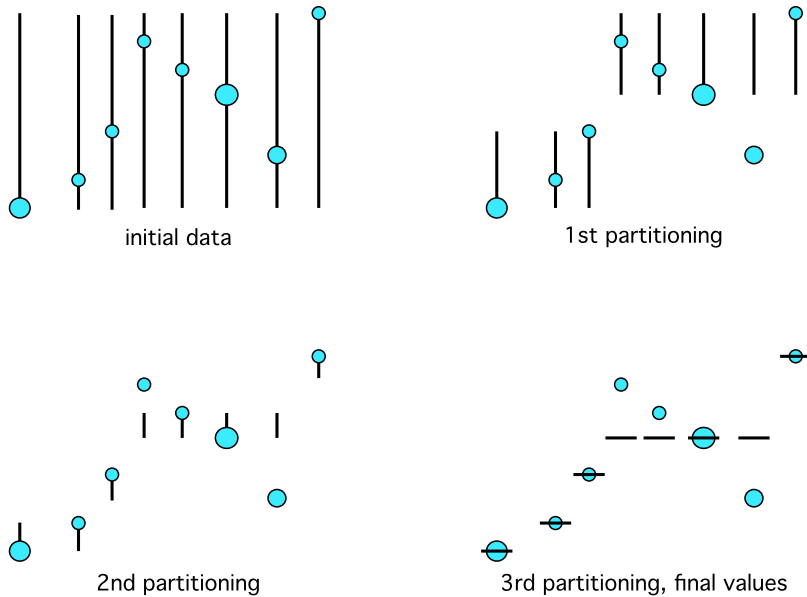 initial data
1st partitioning
2nd partitioning
3rd partitioning, final values